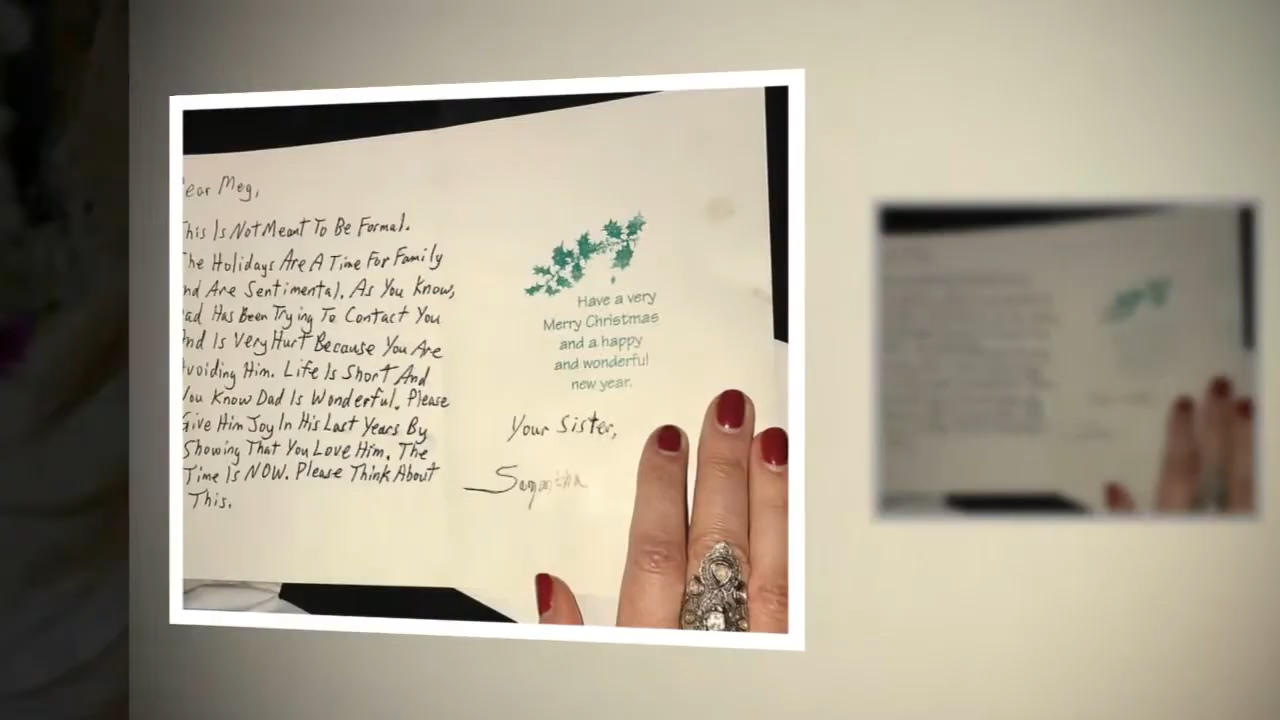 ear Meg,
his Is Not Meant To Be Formal.
he Holidays Are A Time For Family
nd Are Sentimental. As You Know,
ad Has Been Trying To Contact You
nd Is Very Hurt Because You Are
voiding Him. Life Is Short And
You Know Dad Is Wonderful. Please
Give Him Joy In His Last Years By
Showing That You Love Him. The
Time Is NOW. Please Think About
This.
Have a very
Merry Christmas
and a happy
and wonderful
new year.
Your Sister,
Samantha